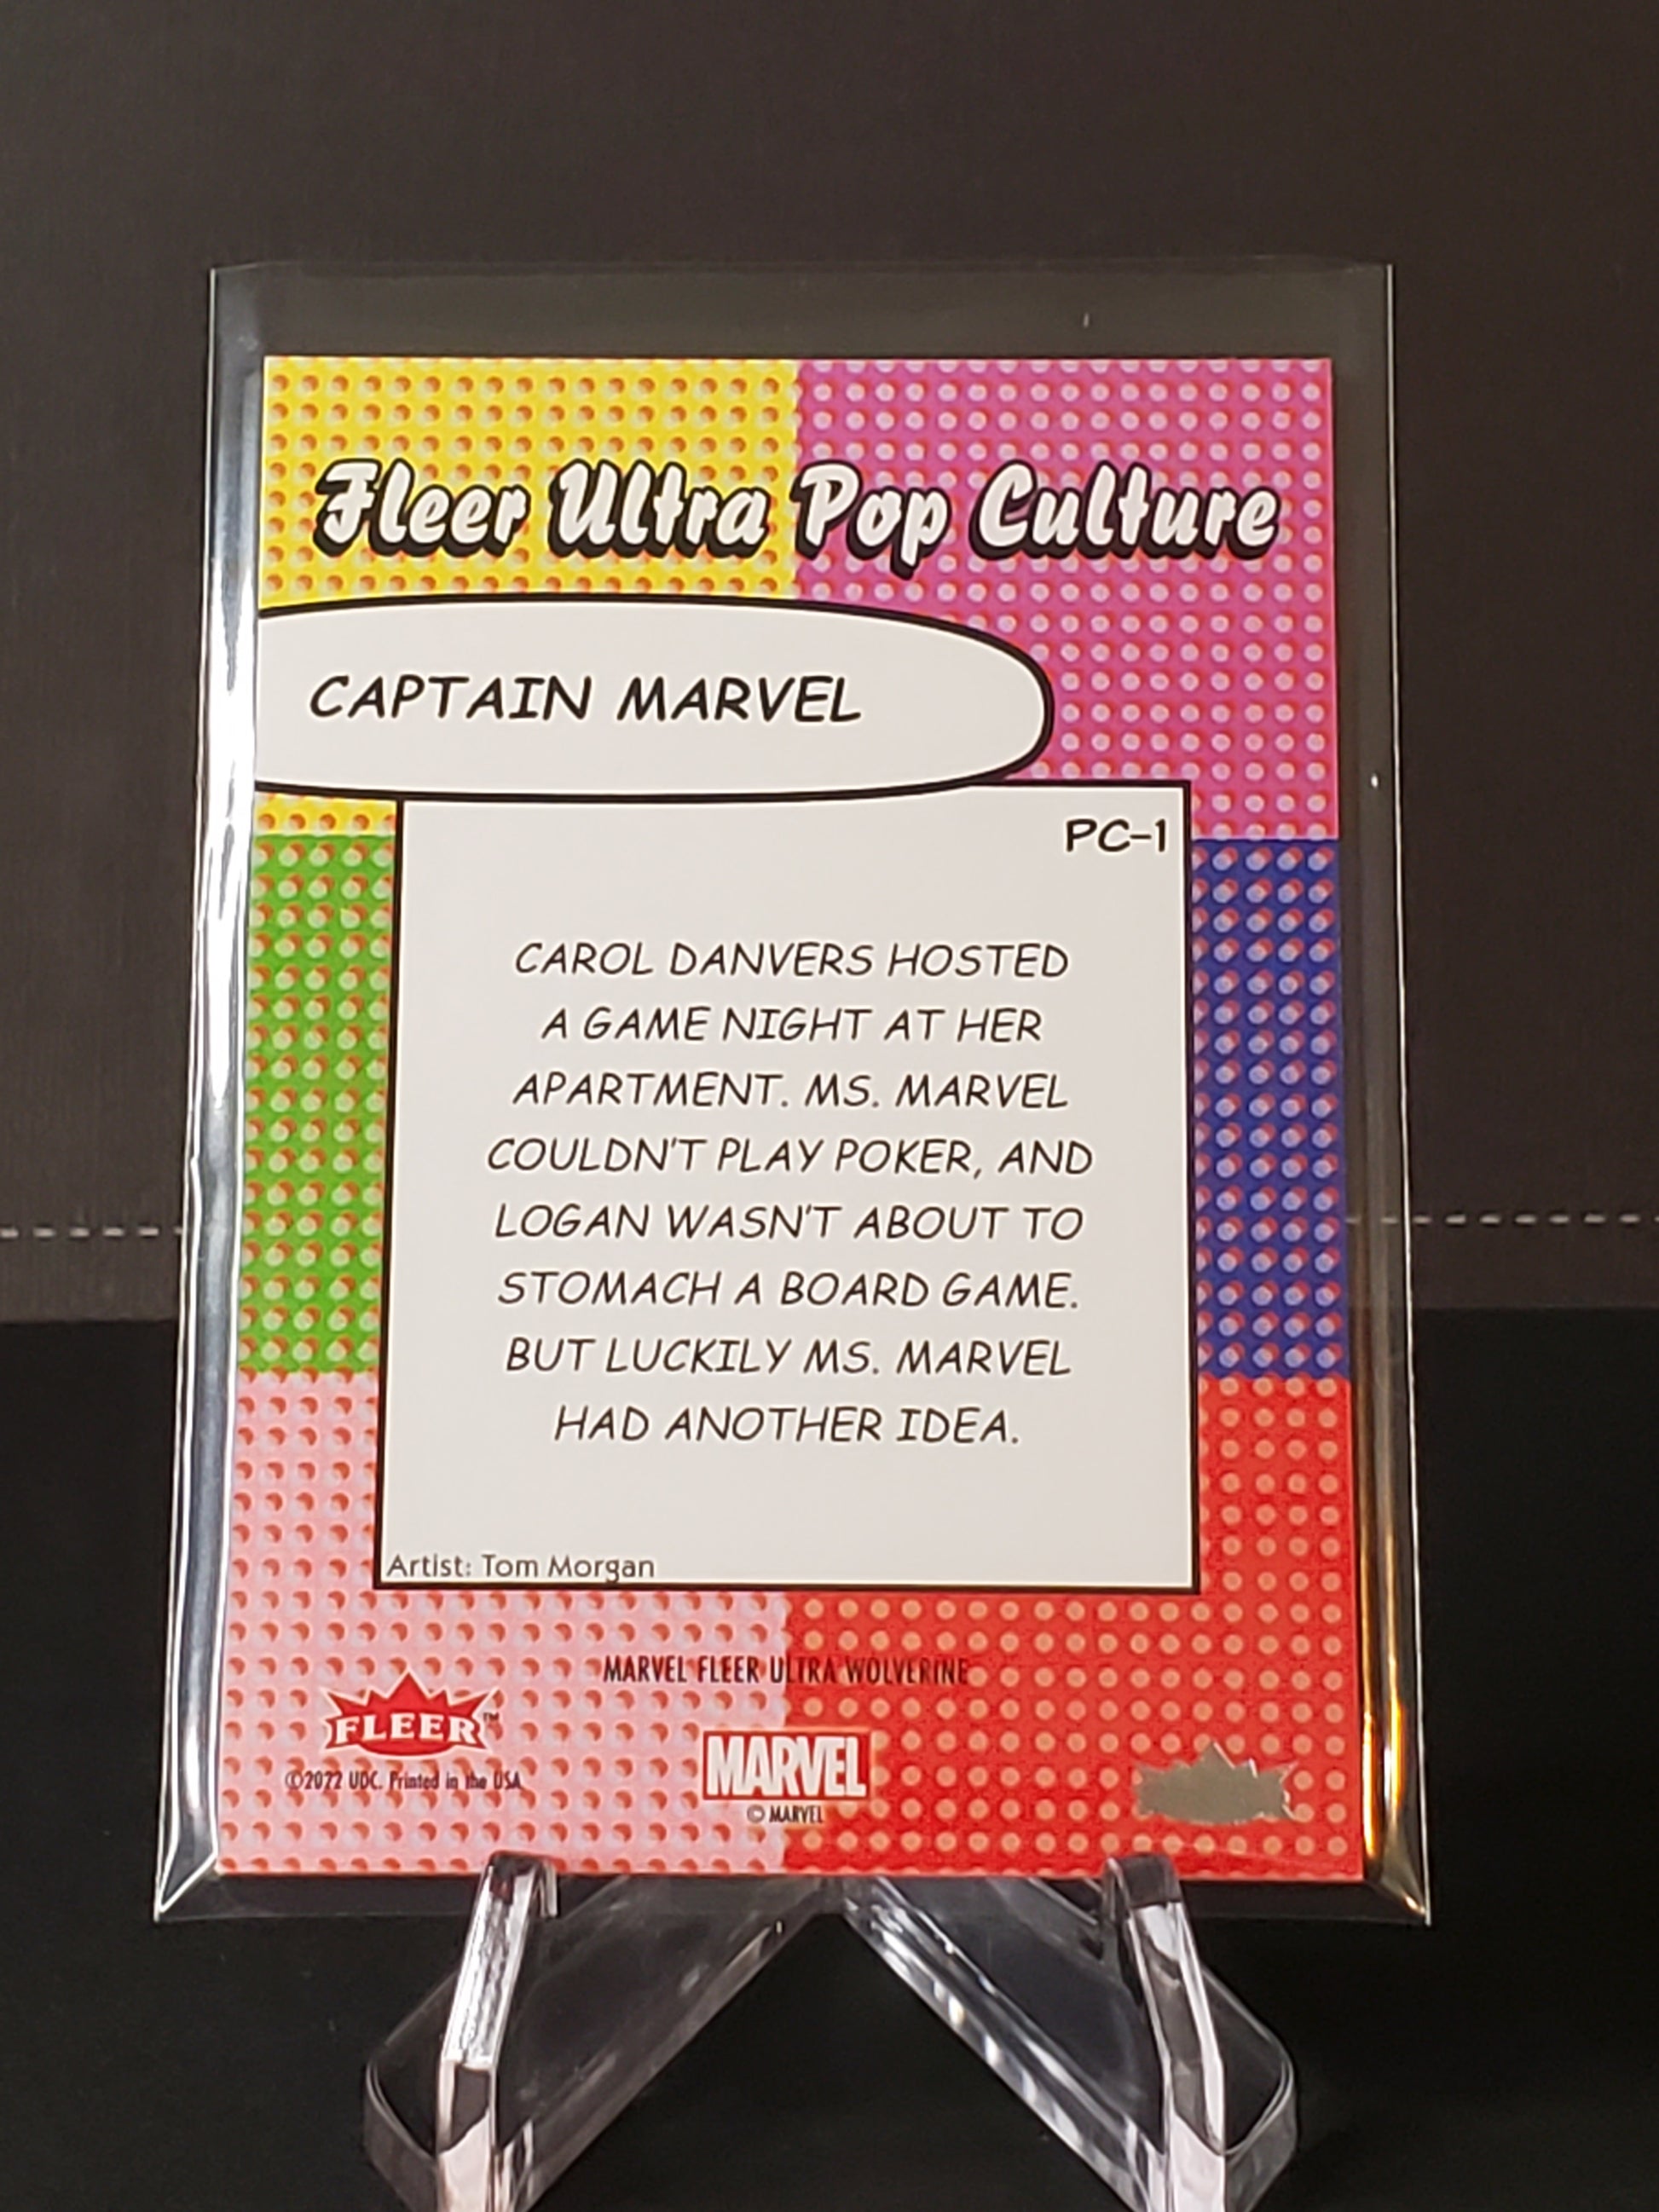 Fleer Ultra Pop Culture
CAPTAIN MARVEL
PC-1
CAROL DANVERS HOSTED
A GAME NIGHT AT HER
APARTMENT. MS. MARVEL
COULDN'T PLAY POKER, AND
LOGAN WASN'T ABOUT TO
STOMACH A BOARD GAME.
BUT LUCKILY MS. MARVEL
HAD ANOTHER IDEA.
Artist: Tom Morgan
MARVEL FLEER ULTRA WOLVERINE
FLEER™
©2022 UDC. Printed in the USA
MARVEL
© MARVEL